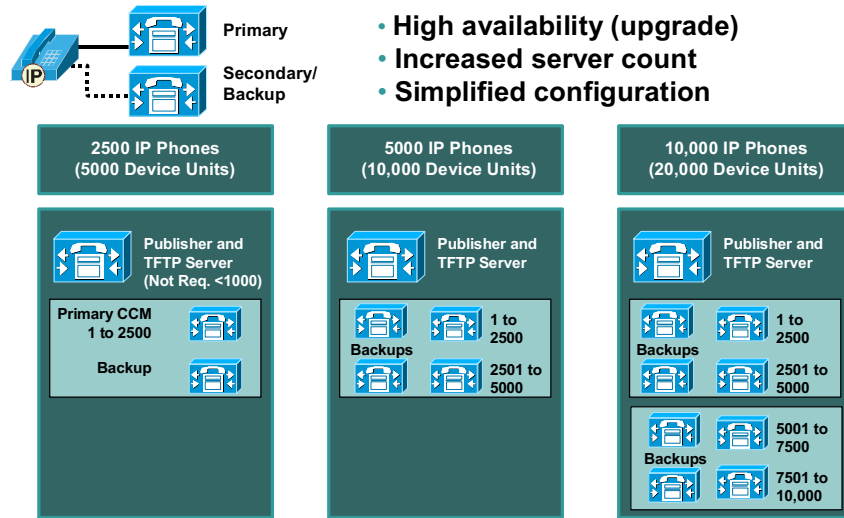 Primary
Secondary/
Backup
IP
• High availability (upgrade)
• Increased server count
• Simplified configuration
2500 IP Phones
(5000 Device Units)
5000 IP Phones
(10,000 Device Units)
10,000 IP Phones
(20,000 Device Units)
Publisher and
TFTP Server
(Not Req. <1000)
Primary CCM
1 to 2500
Backup
Publisher and
TFTP Server
1 to
2500
Backups
2501 to
5000
Publisher and
TFTP Server
1 to
2500
Backups
2501 to
5000
5001 to
7500
Backups
7501 to
10,000